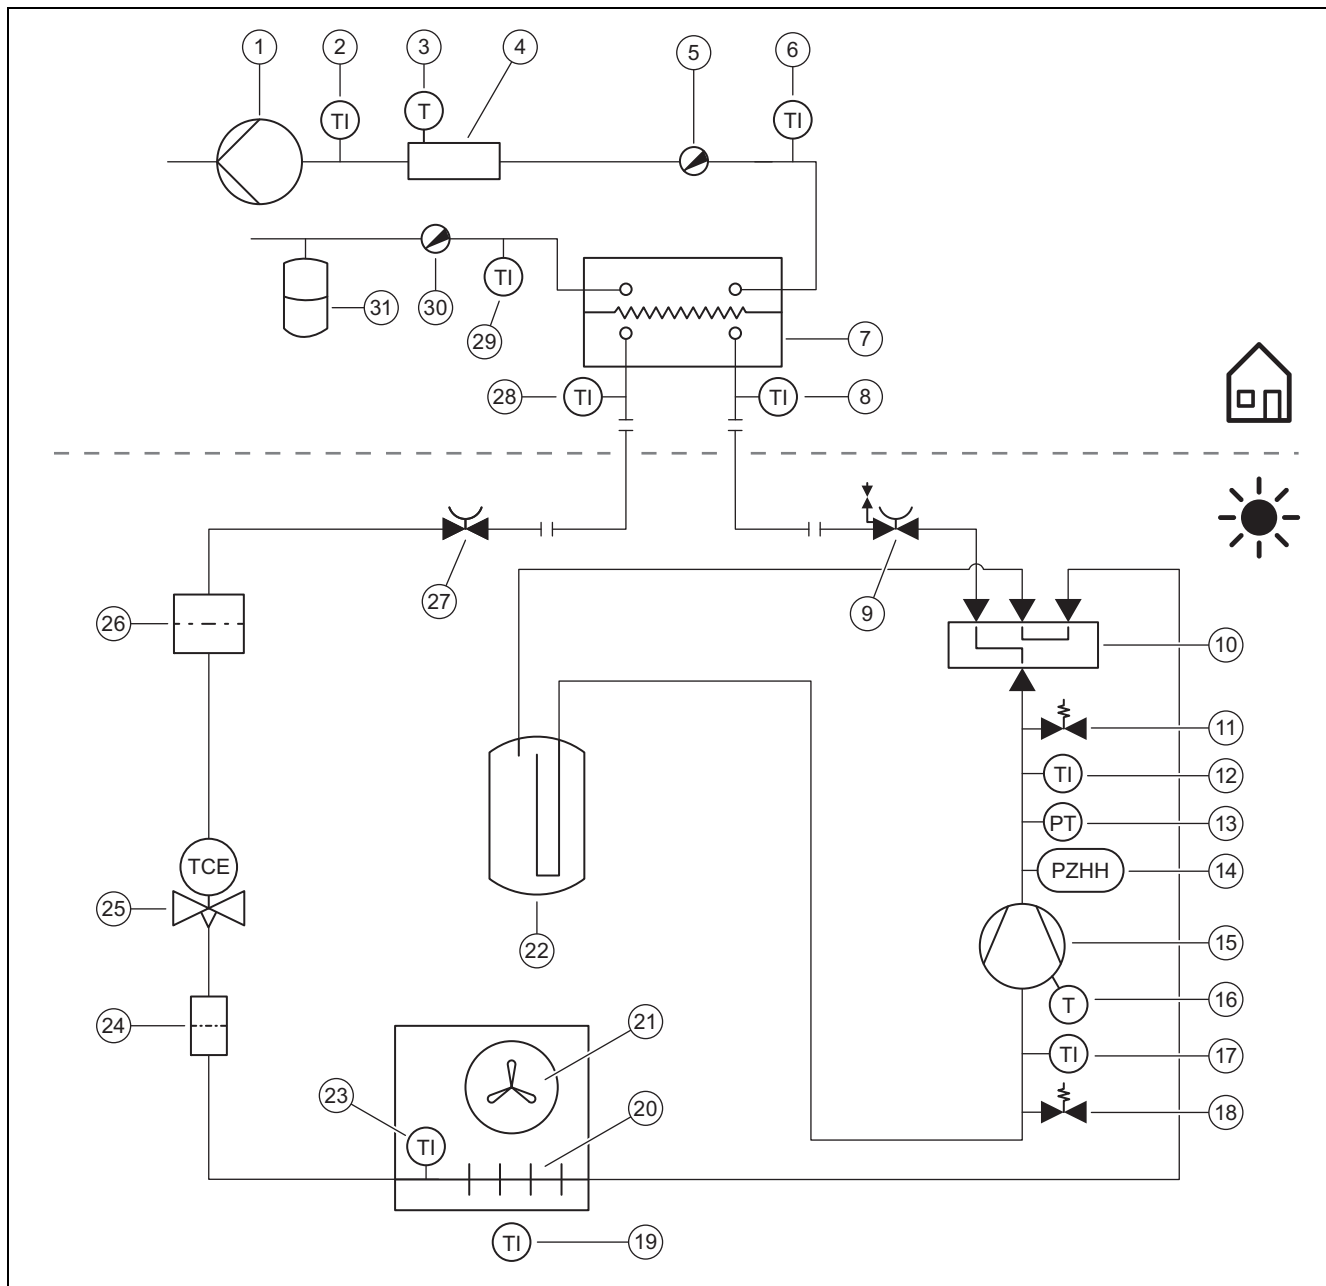 1 2 3 4 5 6
TI T TI
TI
31 30 29 7
28 TI TI 8
27 9
26 10
11
TI 12
PT 13
TCE PZHH 14
25 22 15
T 16
24 21 TI 17
23 20 18
TI
TI 19